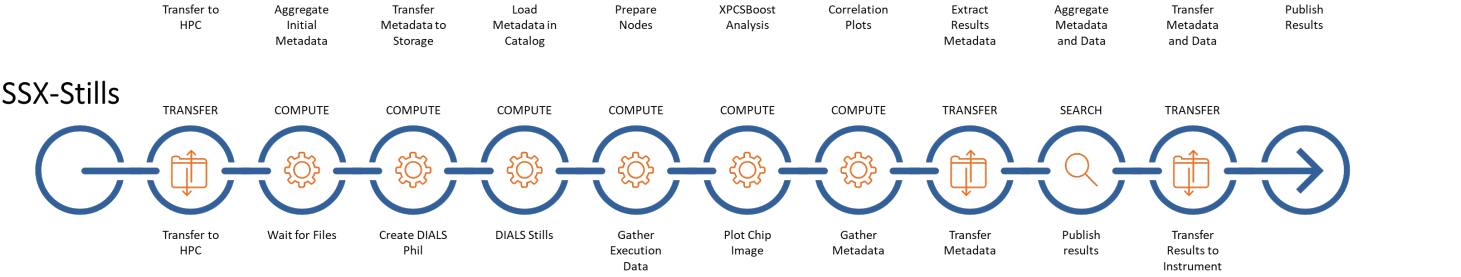 Transfer to
HPC
Aggregate
Initial
Metadata
Transfer
Metadata to
Storage
Load
Metadata in
Catalog
Prepare
Nodes
XPCSBoost
Analysis
Correlation
Plots
Extract
Results
Metadata
Aggregate
Metadata
and Data
Transfer
Metadata
and Data
Publish
Results
SSX-Stills
TRANSFER
COMPUTE
COMPUTE
COMPUTE
COMPUTE
COMPUTE
COMPUTE
TRANSFER
SEARCH
TRANSFER
Transfer to
HPC
Wait for Files
Create DIALS
Phil
DIALS Stills
Gather
Execution
Data
Plot Chip
Image
Gather
Metadata
Transfer
Metadata
Publish
results
Transfer
Results to
Instrument